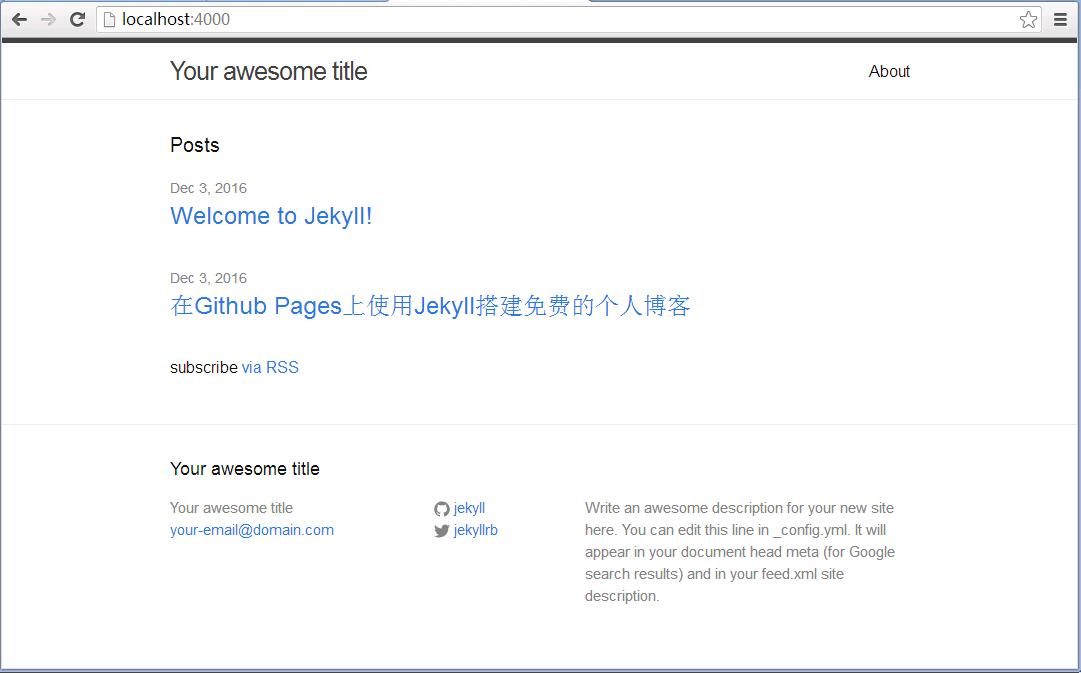 localhost:4000
Your awesome title
About
Posts
Dec 3, 2016
Welcome to Jekyll!
Dec 3, 2016
在Github Pages上使用Jekyll搭建免费的个人博客
subscribe via RSS
Your awesome title
Your awesome title
your-email@domain.com
jekyll
jekyllrb
Write an awesome description for your new site
here. You can edit this line in _config.yml. It will
appear in your document head meta (for Google
search results) and in your feed.xml site
description.